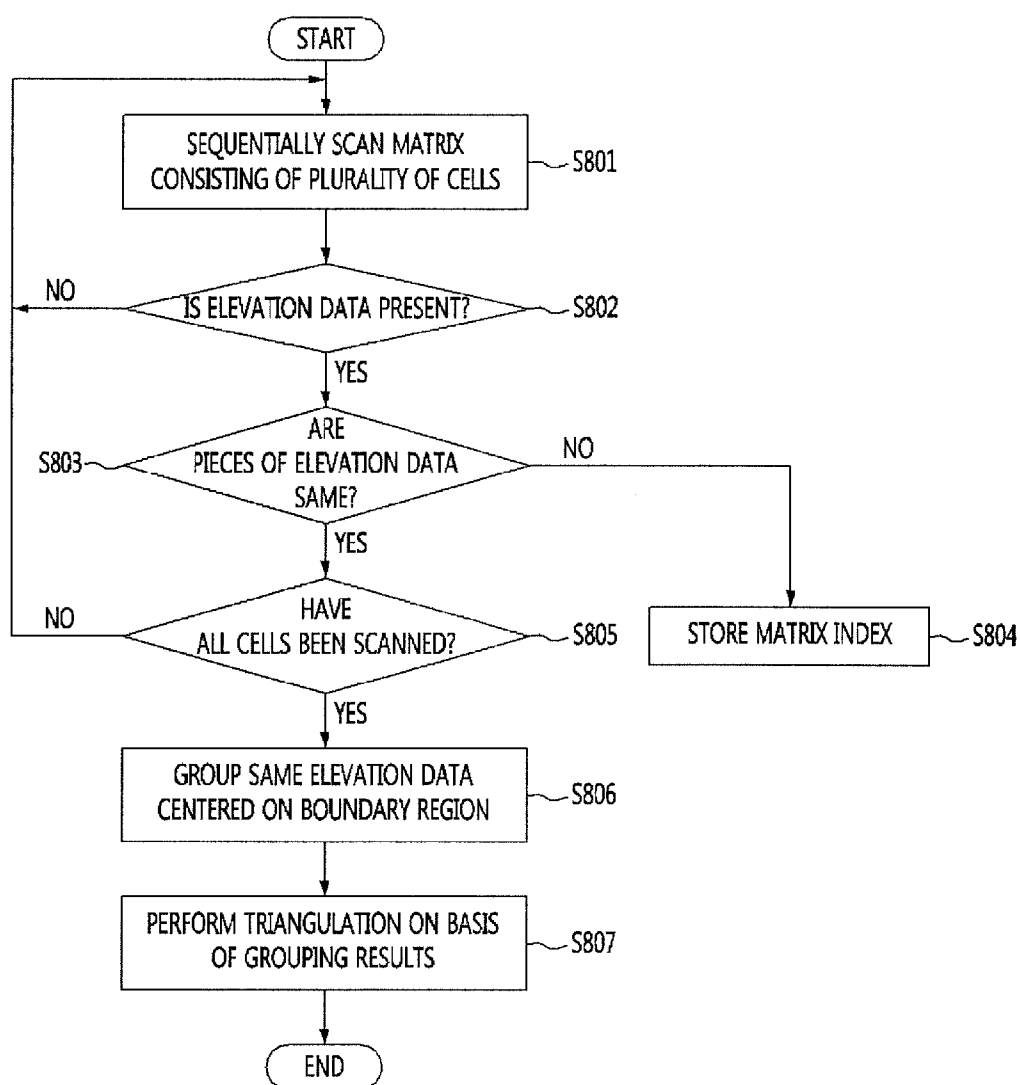 START
SEQUENTIALLY SCAN MATRIX
CONSISTING OF PLURALITY OF CELLS
S801
NO
IS ELEVATION DATA PRESENT?
S802
YES
S803
ARE
PIECES OF ELEVATION DATA
SAME?
NO
YES
NO
HAVE
ALL CELLS BEEN SCANNED?
S805
STORE MATRIX INDEX
S804
YES
GROUP SAME ELEVATION DATA
CENTERED ON BOUNDARY REGION
S806
PERFORM TRIANGULATION ON BASIS
OF GROUPING RESULTS
S807
END